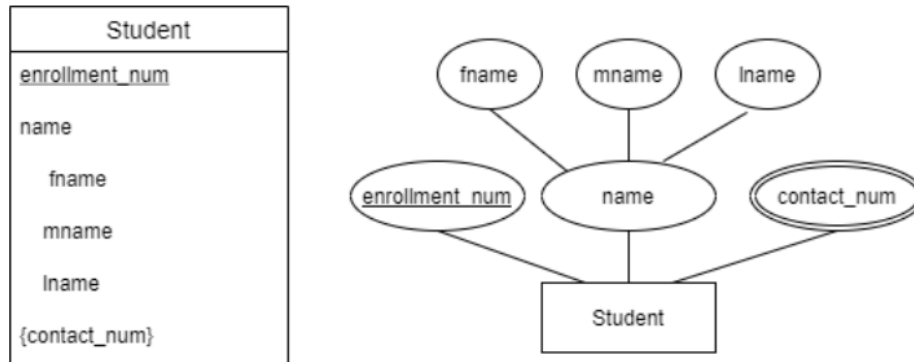 Student
enrollment_num
name
fname
mname
lname
{contact_num}
fname
mname
lname
enrollment_num
name
contact_num
Student